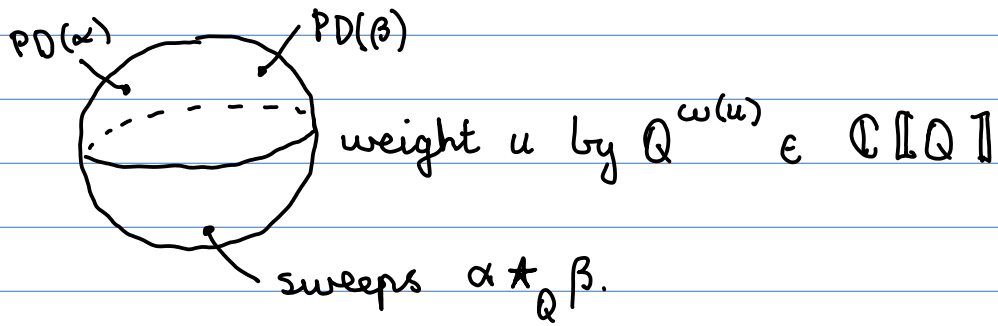 PD(α) PD(β)
weight u by Q^ω(u) ∈ ℂ⟦Q⟧
sweeps α ⋆_Q β.